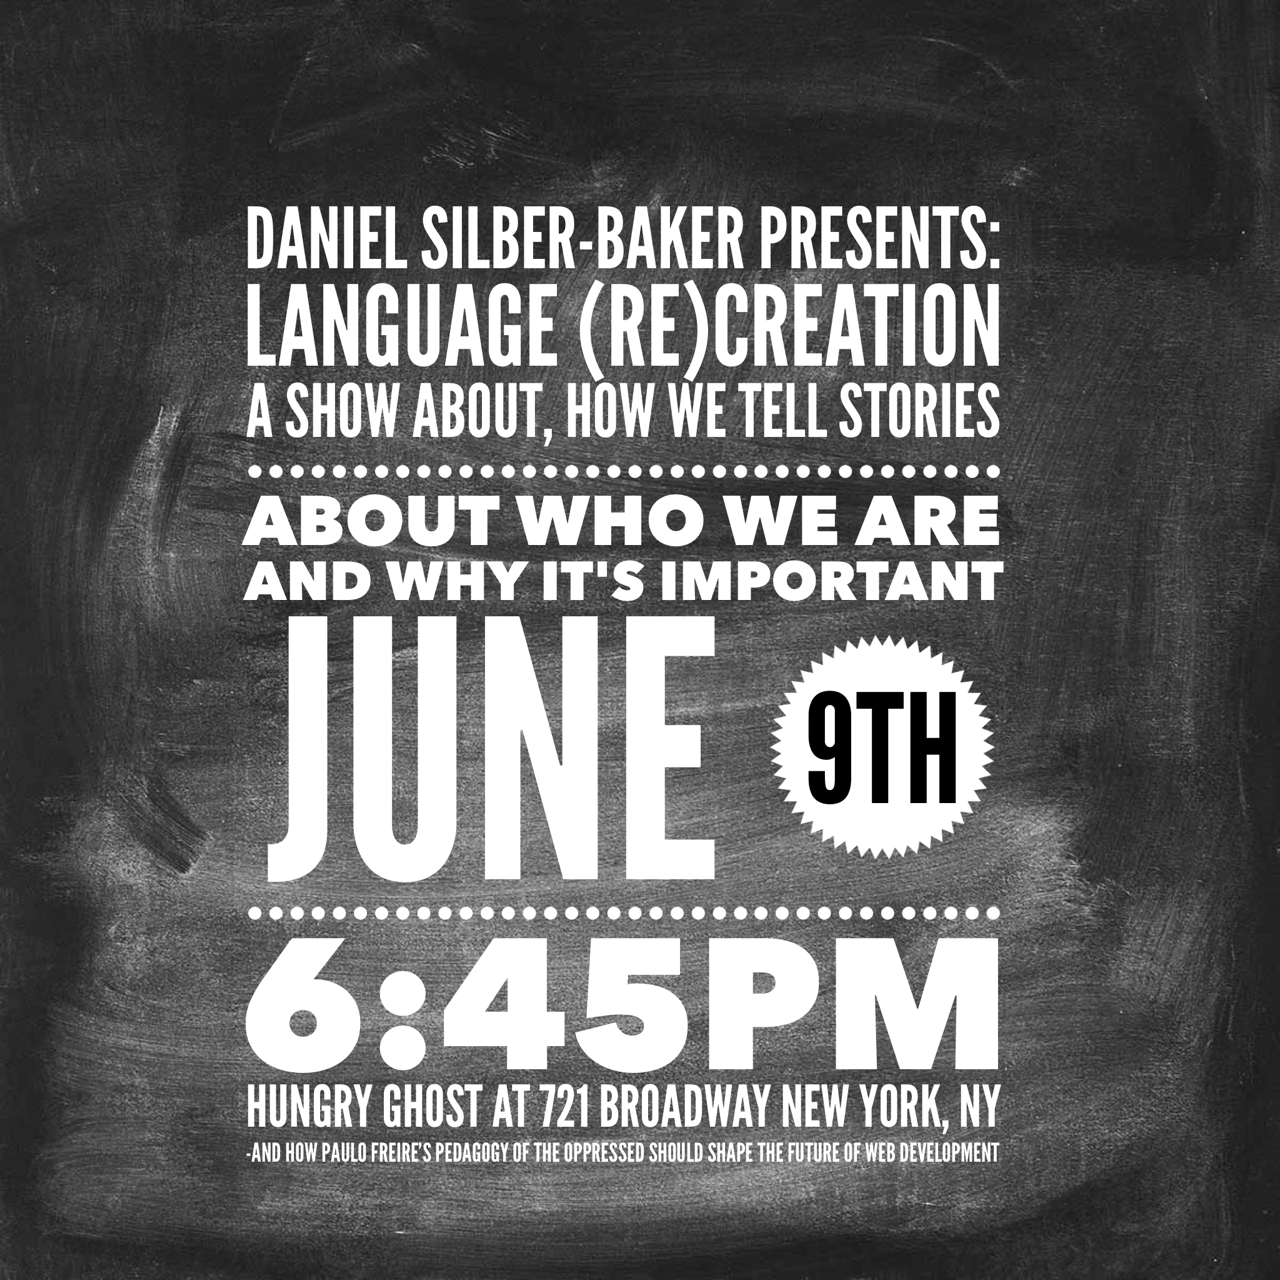 DANIEL SILBER-BAKER PRESENTS:
LANGUAGE (RE)CREATION
A SHOW ABOUT, HOW WE TELL STORIES
ABOUT WHO WE ARE
AND WHY IT'S IMPORTANT
JUNE 9TH
6:45PM
HUNGRY GHOST AT 721 BROADWAY NEW YORK, NY
-AND HOW PAULO FREIRE'S PEDAGOGY OF THE OPPRESSED SHOULD SHAPE THE FUTURE OF WEB DEVELOPMENT